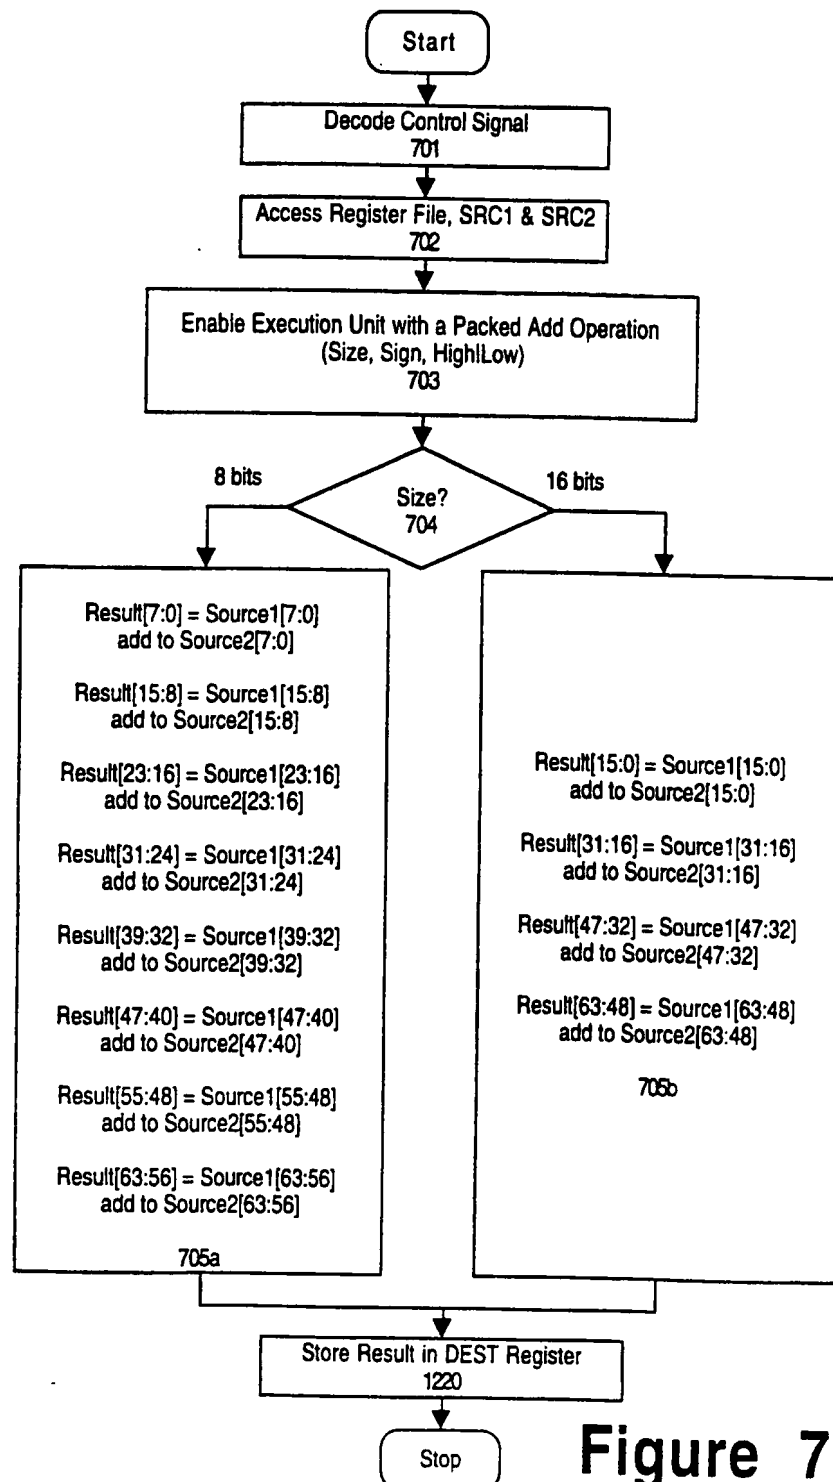 Start
Decode Control Signal
701
Access Register File, SRC1 & SRC2
702
Enable Execution Unit with a Packed Add Operation
(Size, Sign, High|Low)
703
8 bits
Size?
704
16 bits
Result[7:0] = Source1[7:0]
add to Source2[7:0]
Result[15:8] = Source1[15:8]
add to Source2[15:8]
Result[23:16] = Source1[23:16]
add to Source2[23:16]
Result[31:24] = Source1[31:24]
add to Source2[31:24]
Result[39:32] = Source1[39:32]
add to Source2[39:32]
Result[47:40] = Source1[47:40]
add to Source2[47:40]
Result[55:48] = Source1[55:48]
add to Source2[55:48]
Result[63:56] = Source1[63:56]
add to Source2[63:56]
705a
Result[15:0] = Source1[15:0]
add to Source2[15:0]
Result[31:16] = Source1[31:16]
add to Source2[31:16]
Result[47:32] = Source1[47:32]
add to Source2[47:32]
Result[63:48] = Source1[63:48]
add to Source2[63:48]
705b
Store Result in DEST Register
1220
Stop
Figure 7